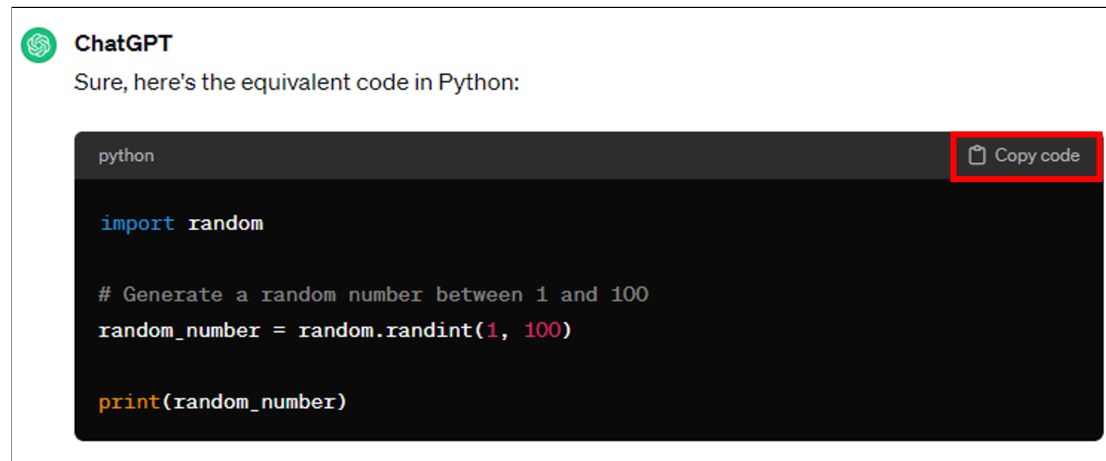 ChatGPT
Sure, here's the equivalent code in Python:
python
Copy code
import random
# Generate a random number between 1 and 100
random_number = random.randint(1, 100)
print(random_number)